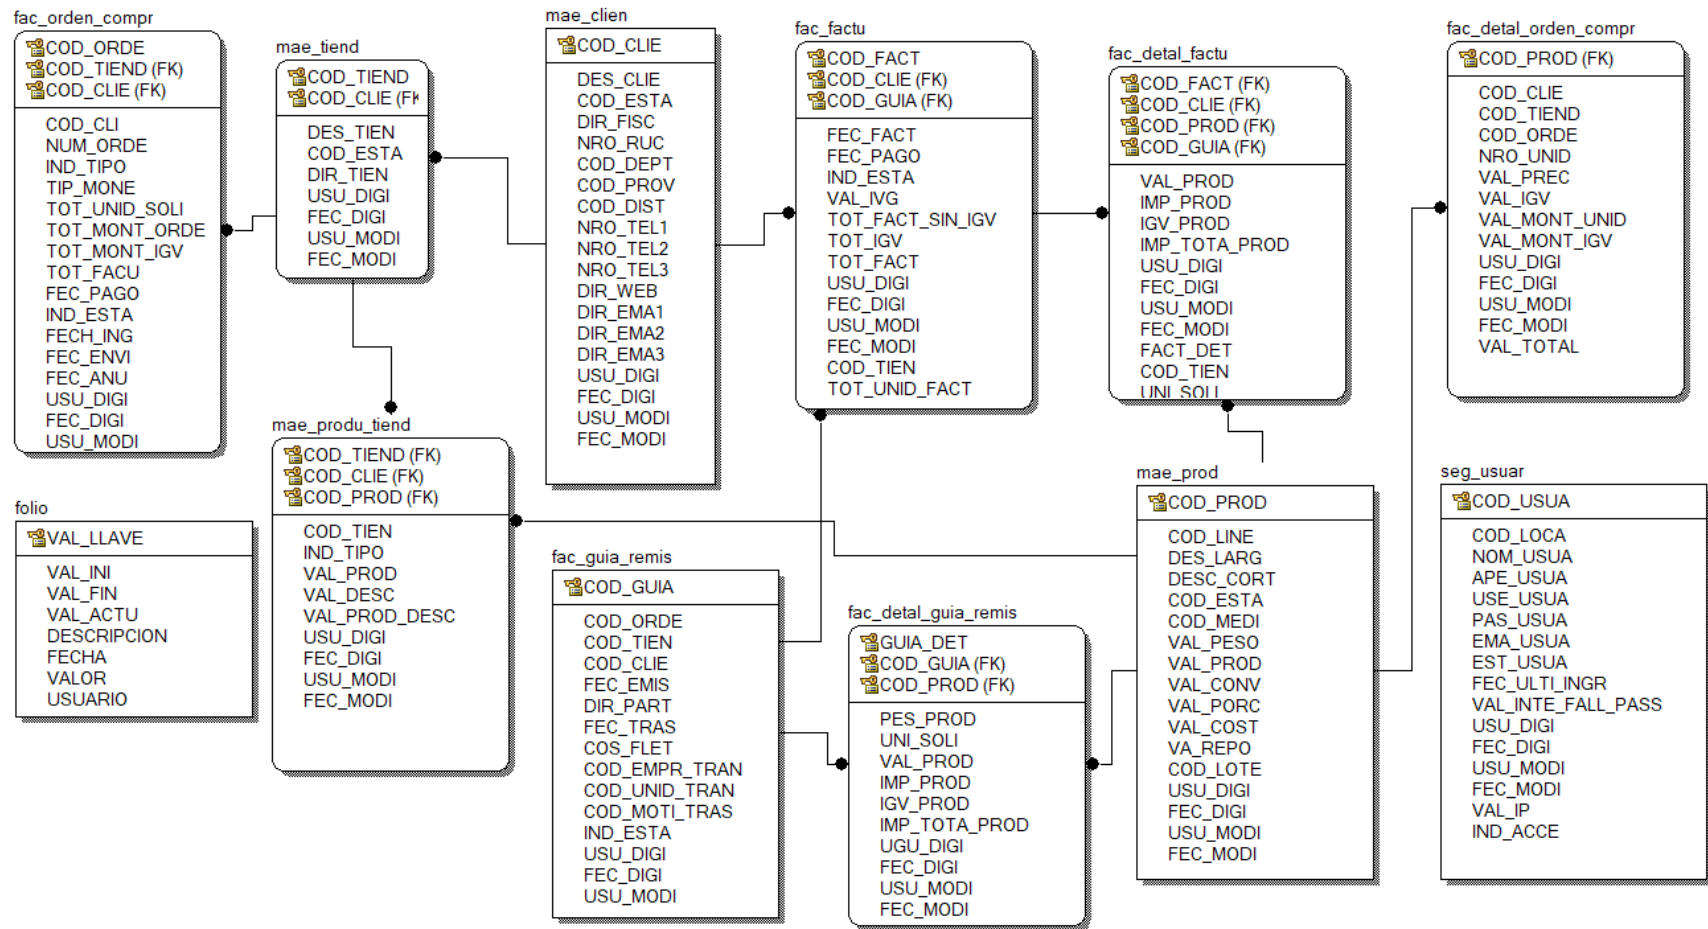 fac_orden_compr
COD_ORDE
COD_TIEND (FK)
COD_CLIE (FK)
COD_CLI
NUM_ORDE
IND_TIPO
TIP_MONE
TOT_UNID_SOLI
TOT_MONT_ORDE
TOT_MONT_IGV
TOT_FACU
FEC_PAGO
IND_ESTA
FECH_ING
FEC_ENVI
FEC_ANU
USU_DIGI
FEC_DIGI
USU_MODI
mae_tiend
COD_TIEND
COD_CLIE (FK
DES_TIEN
COD_ESTA
DIR_TIEN
USU_DIGI
FEC_DIGI
USU_MODI
FEC_MODI
mae_clien
COD_CLIE
DES_CLIE
COD_ESTA
DIR_FISC
NRO_RUC
COD_DEPT
COD_PROV
COD_DIST
NRO_TEL1
NRO_TEL2
NRO_TEL3
DIR_WEB
DIR_EMA1
DIR_EMA2
DIR_EMA3
USU_DIGI
FEC_DIGI
USU_MODI
FEC_MODI
fac_factu
COD_FACT
COD_CLIE (FK)
COD_GUIA (FK)
FEC_FACT
FEC_PAGO
IND_ESTA
VAL_IVG
TOT_FACT_SIN_IGV
TOT_IGV
TOT_FACT
USU_DIGI
FEC_DIGI
USU_MODI
FEC_MODI
COD_TIEN
TOT_UNID_FACT
fac_detal_factu
COD_FACT (FK)
COD_CLIE (FK)
COD_PROD (FK)
COD_GUIA (FK)
VAL_PROD
IMP_PROD
IGV_PROD
IMP_TOTA_PROD
USU_DIGI
FEC_DIGI
USU_MODI
FEC_MODI
FACT_DET
COD_TIEN
UNI_SOLI
fac_detal_orden_compr
COD_PROD (FK)
COD_CLIE
COD_TIEND
COD_ORDE
NRO_UNID
VAL_PREC
VAL_IGV
VAL_MONT_UNID
VAL_MONT_IGV
USU_DIGI
FEC_DIGI
USU_MODI
FEC_MODI
VAL_TOTAL
folio
VAL_LLAVE
VAL_INI
VAL_FIN
VAL_ACTU
DESCRIPCION
FECHA
VALOR
USUARIO
mae_produ_tiend
COD_TIEND (FK)
COD_CLIE (FK)
COD_PROD (FK)
COD_TIEN
IND_TIPO
VAL_PROD
VAL_DESC
VAL_PROD_DESC
USU_DIGI
FEC_DIGI
USU_MODI
FEC_MODI
fac_guia_remis
COD_GUIA
COD_ORDE
COD_TIEN
COD_CLIE
FEC_EMIS
DIR_PART
FEC_TRAS
COS_FLET
COD_EMPR_TRAN
COD_UNID_TRAN
COD_MOTI_TRAS
IND_ESTA
USU_DIGI
FEC_DIGI
USU_MODI
fac_detal_guia_remis
GUIA_DET
COD_GUIA (FK)
COD_PROD (FK)
PES_PROD
UNI_SOLI
VAL_PROD
IMP_PROD
IGV_PROD
IMP_TOTA_PROD
UGU_DIGI
FEC_DIGI
USU_MODI
FEC_MODI
mae_prod
COD_PROD
COD_LINE
DES_LARG
DESC_CORT
COD_ESTA
COD_MEDI
VAL_PESO
VAL_PROD
VAL_CONV
VAL_PORC
VAL_COST
VA_REPO
COD_LOTE
USU_DIGI
FEC_DIGI
USU_MODI
FEC_MODI
seg_usuar
COD_USUA
COD_LOCA
NOM_USUA
APE_USUA
USE_USUA
PAS_USUA
EMA_USUA
EST_USUA
FEC_ULTI_INGR
VAL_INTE_FALL_PASS
USU_DIGI
FEC_DIGI
USU_MODI
FEC_MODI
VAL_IP
IND_ACCE